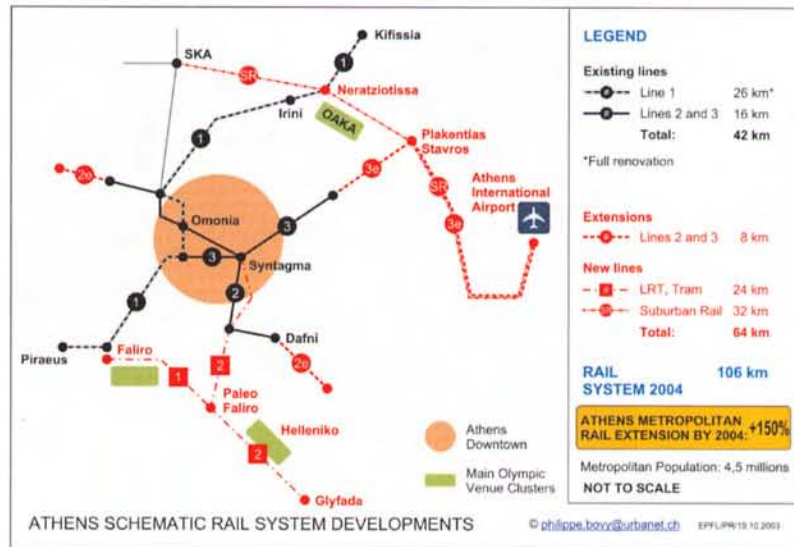 Kifissia
SKA
1
SR
Neratziotissa
Irini
OAKA
1
Plakentias
Stavros
2e
3e
SR
Athens
International
Airport
Omonia
3
3e
3
Syntagma
2
1
Dafni
Piraeus
Faliro
2
2e
1
Paleo
Faliro
Helleniko
2
Glyfada
Athens
Downtown
Main Olympic
Venue Clusters
ATHENS SCHEMATIC RAIL SYSTEM DEVELOPMENTS
© philippe.bovy@urbanet.ch
EPFL/PR/19.10.2003
LEGEND
Existing lines
# Line 1 26 km*
# Lines 2 and 3 16 km
Total: 42 km
*Full renovation
Extensions
# Lines 2 and 3 8 km
New lines
# LRT, Tram 24 km
SR Suburban Rail 32 km
Total: 64 km
RAIL 106 km
SYSTEM 2004
ATHENS METROPOLITAN
RAIL EXTENSION BY 2004: +150%
Metropolitan Population: 4,5 millions
NOT TO SCALE